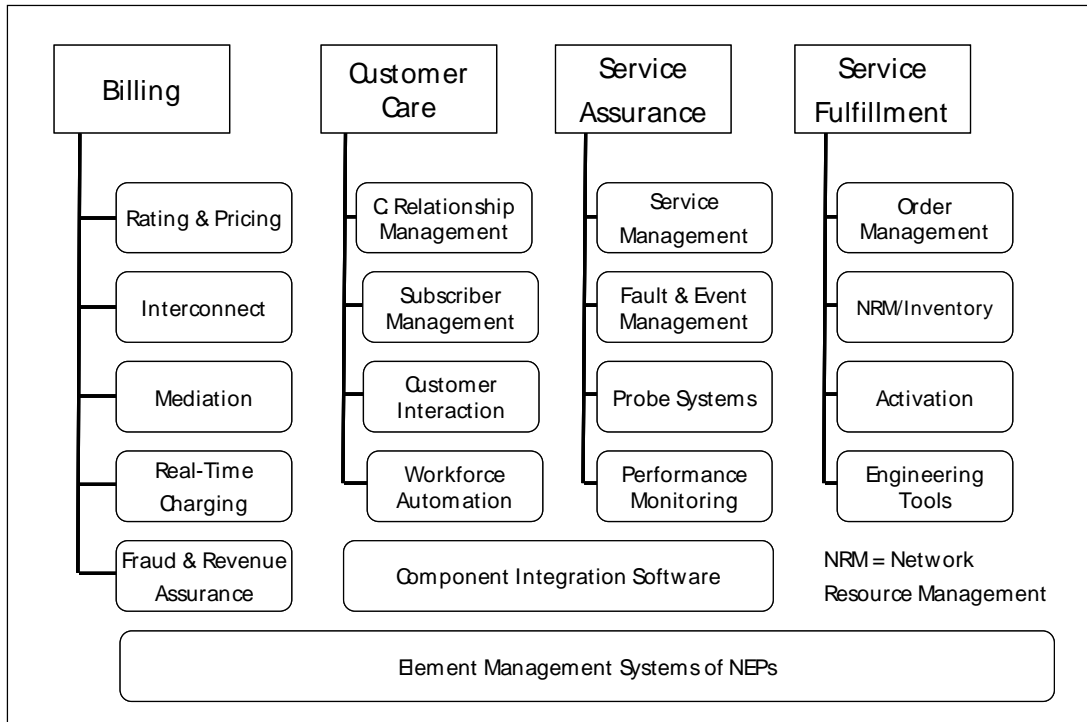 Billing
Customer
Care
Service
Assurance
Service
Fulfillment
Rating & Pricing
Interconnect
Mediation
Real-Time
Charging
Fraud & Revenue
Assurance
C. Relationship
Management
Subscriber
Management
Customer
Interaction
Workforce
Automation
Service
Management
Fault & Event
Management
Probe Systems
Performance
Monitoring
Order
Management
NRM/Inventory
Activation
Engineering
Tools
Component Integration Software
NRM = Network
Resource Management
Element Management Systems of NEPs